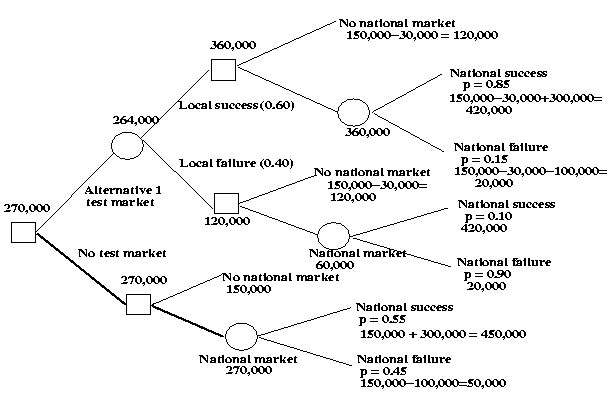 No national market
150,000−30,000 = 120,000
360,000
National success
p = 0.85
150,000−30,000+300,000=
420,000
Local success (0.60)
264,000
360,000
National failure
p = 0.15
150,000−30,000−100,000=
20,000
Local failure (0.40)
No national market
150,000−30,000=
120,000
Alternative 1
test market
270,000
120,000
National success
p = 0.10
420,000
No test market
National market
60,000
National failure
p = 0.90
20,000
270,000
No national market
150,000
National success
p = 0.55
150,000 + 300,000 = 450,000
National market
270,000
National failure
p = 0.45
150,000−100,000=50,000